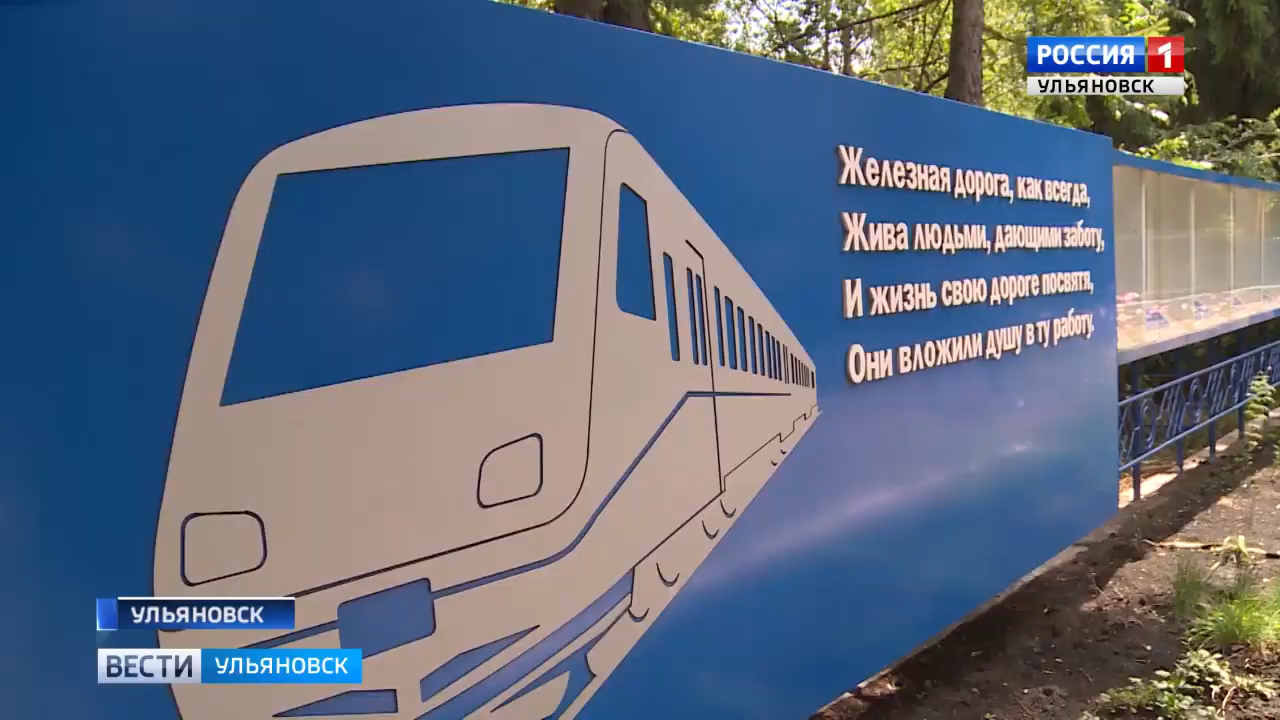 РОССИЯ 1
УЛЬЯНОВСК
Железная дорога, как всегда,
Жива людьми, дающими заботу,
И жизнь свою дороге посвятя,
Они вложили душу в ту работу.
УЛЬЯНОВСК
ВЕСТИ УЛЬЯНОВСК